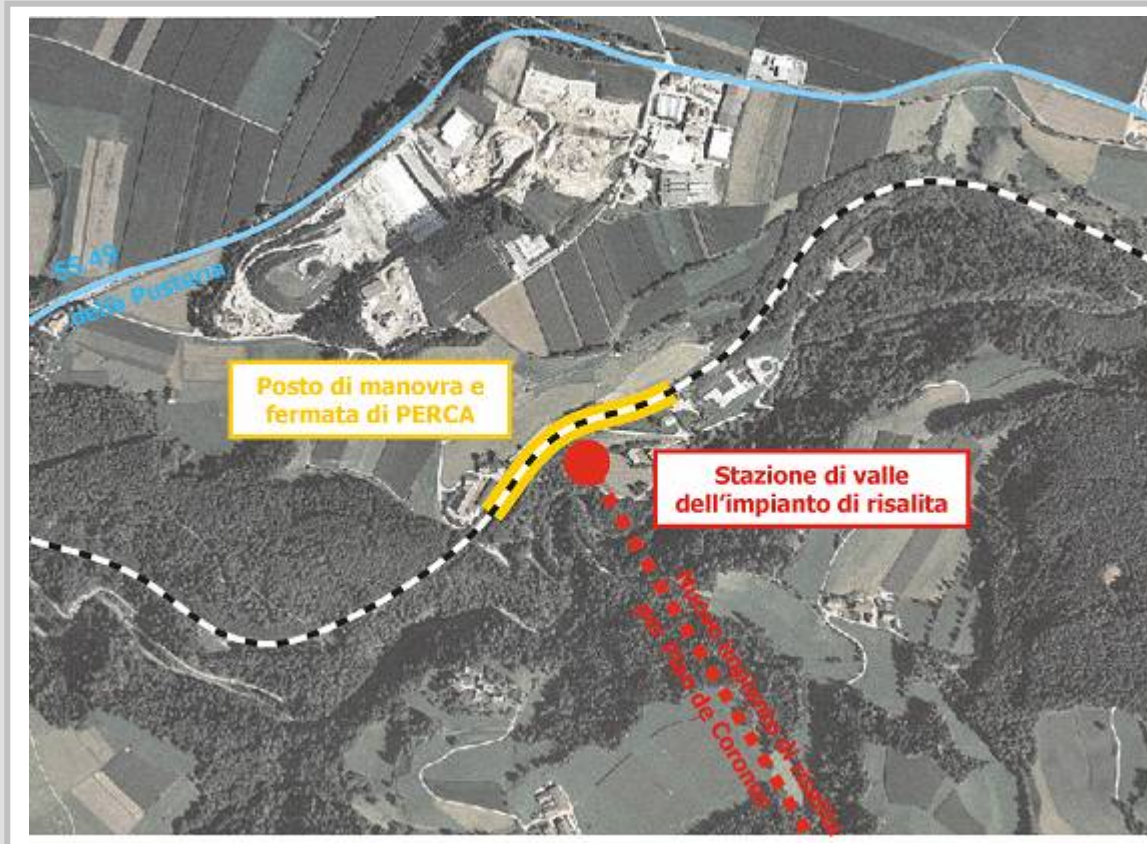 SS 49
della Pusteria
Posto di manovra e
fermata di PERCA
Stazione di valle
dell'impianto di risalita
Nuovo impianto di risalita
per Plan de Corones